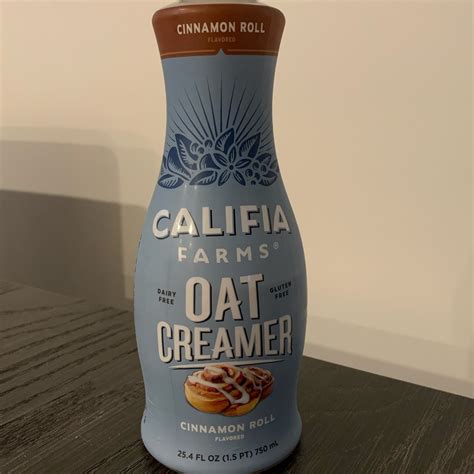 CINNAMON ROLL
FLAVORED
CALIFIA
FARMS®
DAIRY
FREE
GLUTEN
FREE
OAT
CREAMER
CINNAMON ROLL
FLAVORED
25.4 FL OZ (1.5 PT) 750 mL